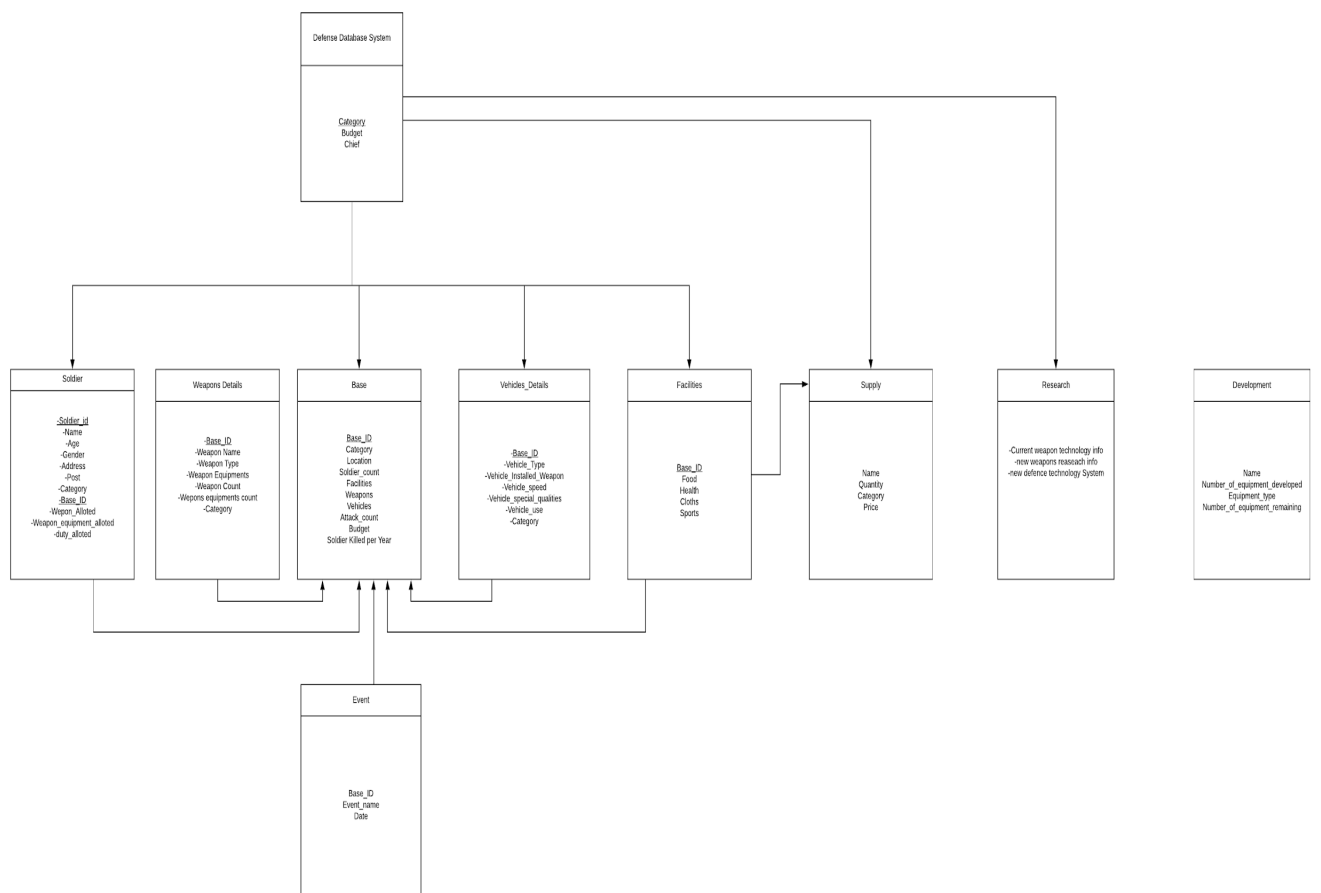 Defense Database System
Category
Budget
Chief
Soldier
-Soldier_id
-Name
-Age
-Gender
-Address
-Post
-Category
-Base_ID
-Wepon_Alloted
-Weapon_equipment_alloted
-duty_alloted
Weapons Details
-Base_ID
-Weapon Name
-Weapon Type
-Weapon Equipments
-Weapon Count
-Wepons equipments count
-Category
Base
Base_ID
Category
Location
Soldier_count
Facilities
Weapons
Vehicles
Attack_count
Budget
Soldier Killed per Year
Vehicles_Details
-Base_ID
-Vehicle_Type
-Vehicle_Installed_Weapon
-Vehicle_speed
-Vehicle_special_qualities
-Vehicle_use
-Category
Facilities
Base_ID
Food
Health
Cloths
Sports
Supply
Name
Quantity
Category
Price
Research
-Current weapon technology info
-new weapons reaseach info
-new defence technology System
Development
Name
Number_of_equipment_developed
Equipment_type
Number_of_equipment_remaining
Event
Base_ID
Event_name
Date